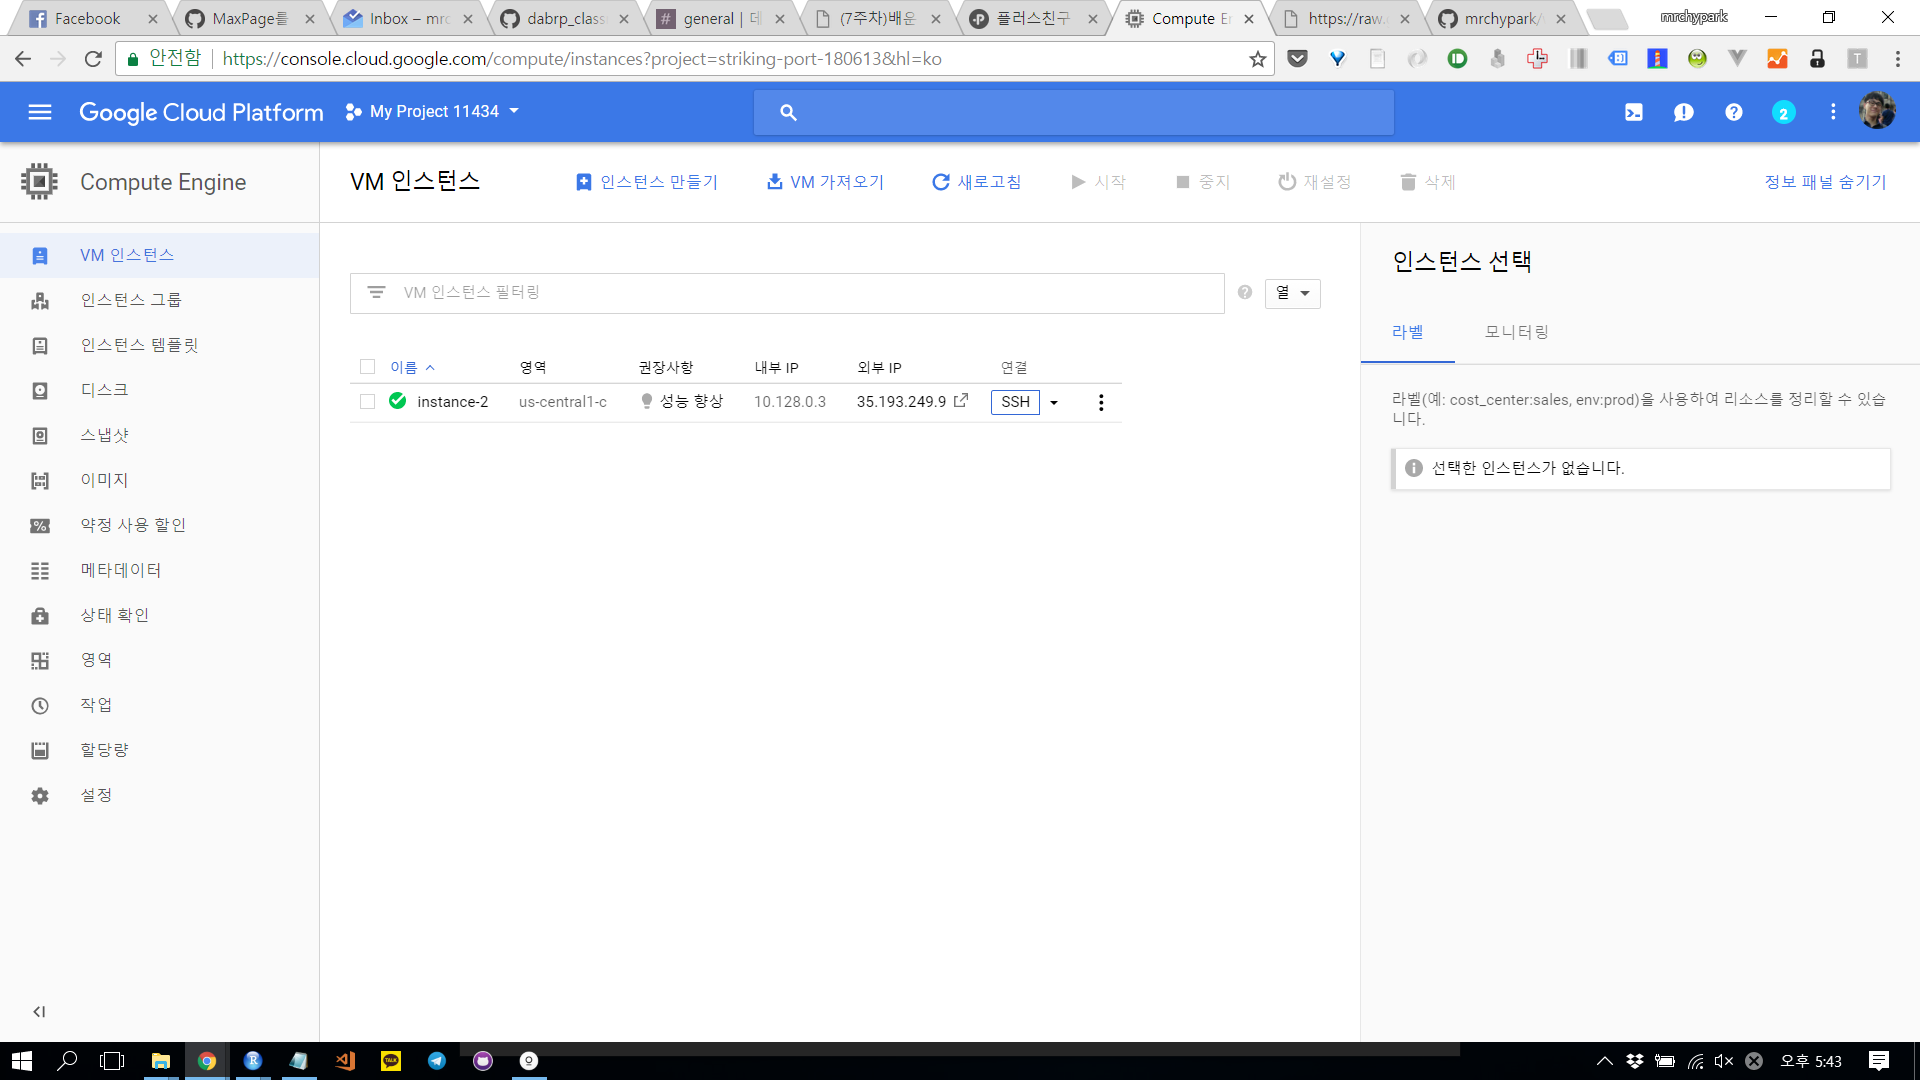 Facebook
MaxPage를
Inbox – mrc
dabrp_class
general | 데
(7주차)배운
플러스친구
Compute En
https://raw.
mrchypark/
mrchypark
안전함
https://console.cloud.google.com/compute/instances?project=striking-port-180613&hl=ko
Google Cloud Platform
My Project 11434
2
Compute Engine
VM 인스턴스
인스턴스 만들기
VM 가져오기
새로고침
시작
중지
재설정
삭제
정보 패널 숨기기
VM 인스턴스
인스턴스 그룹
인스턴스 템플릿
디스크
스냅샷
이미지
약정 사용 할인
메타데이터
상태 확인
영역
작업
할당량
설정
VM 인스턴스 필터링
열
이름 영역 권장사항 내부 IP 외부 IP 연결
instance-2 us-central1-c 성능 향상 10.128.0.3 35.193.249.9 SSH
인스턴스 선택
라벨
모니터링
라벨(예: cost_center:sales, env:prod)을 사용하여 리소스를 정리할 수 있습
니다.
선택한 인스턴스가 없습니다.
오후 5:43